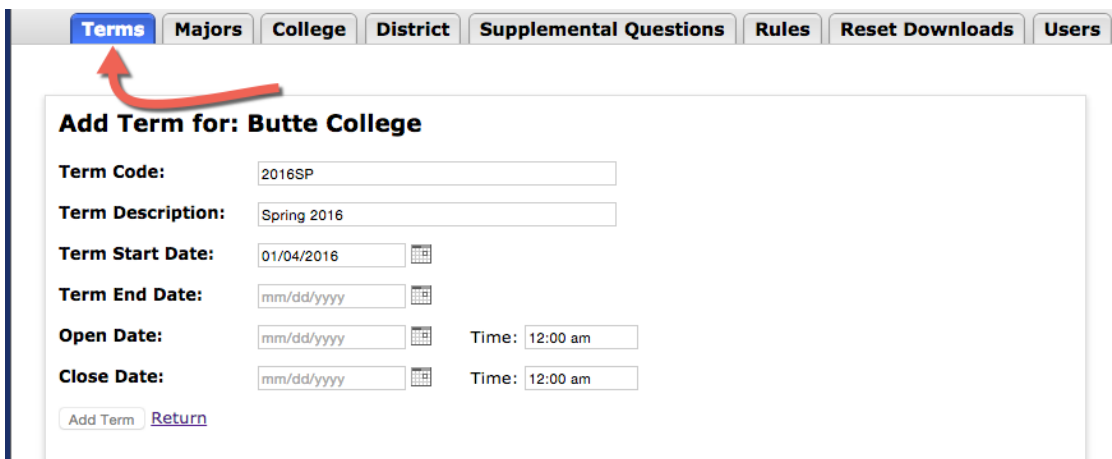 Terms Majors College District Supplemental Questions Rules Reset Downloads Users
Add Term for: Butte College
Term Code: 2016SP
Term Description: Spring 2016
Term Start Date: 01/04/2016
Term End Date: mm/dd/yyyy
Open Date: mm/dd/yyyy Time: 12:00 am
Close Date: mm/dd/yyyy Time: 12:00 am
Add Term Return